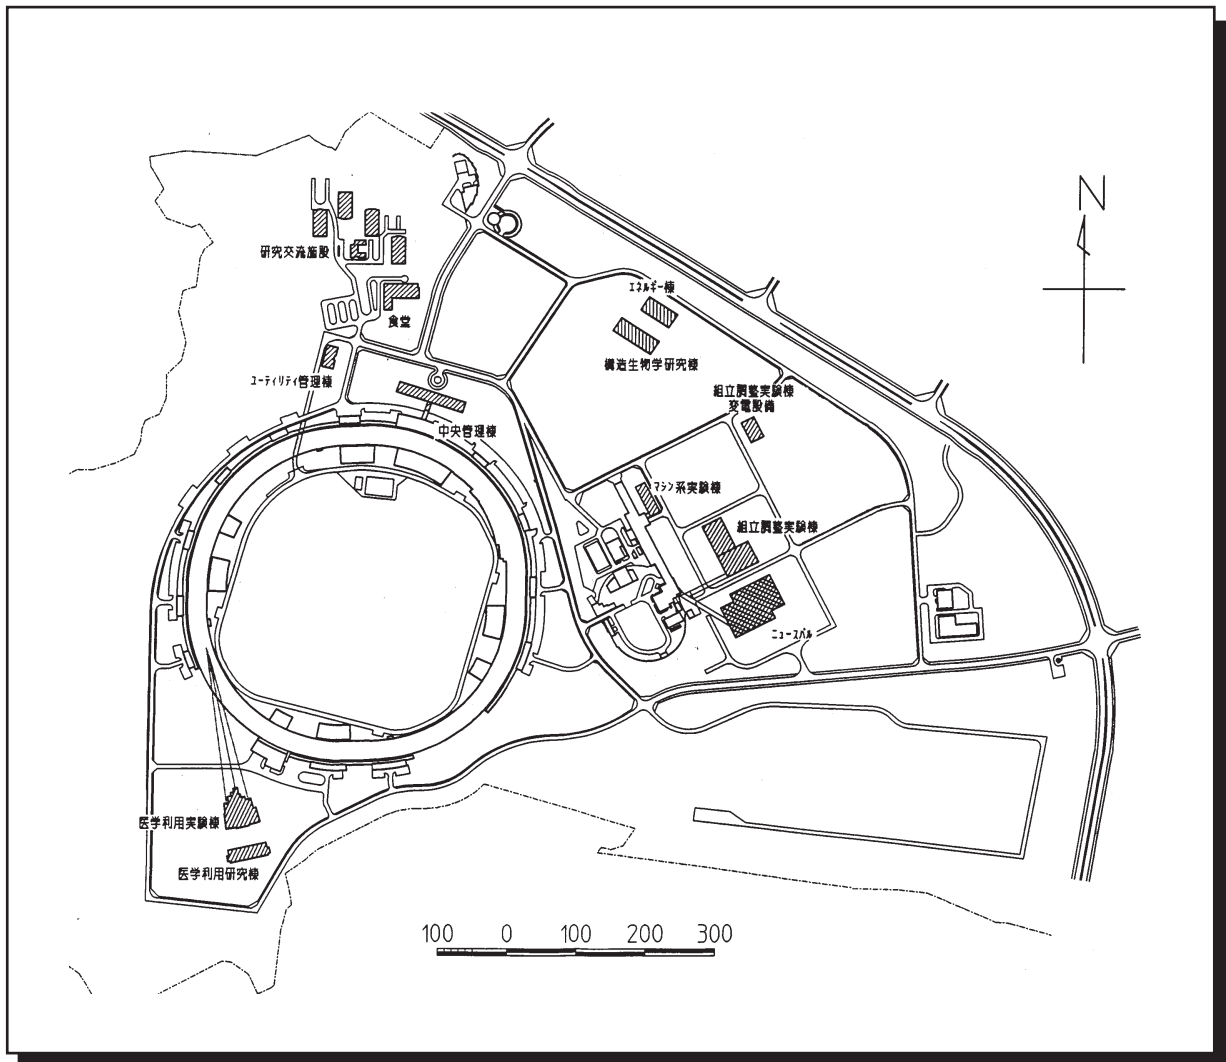 N
研究交流施設
エネルギー棟
食堂
構造生物学研究棟
ユーティリティ管理棟
組立調整実験棟
変電設備
中央管理棟
マシン系実験棟
組立調整実験棟
ニュースバル
医学利用実験棟
医学利用研究棟
100 0 100 200 300